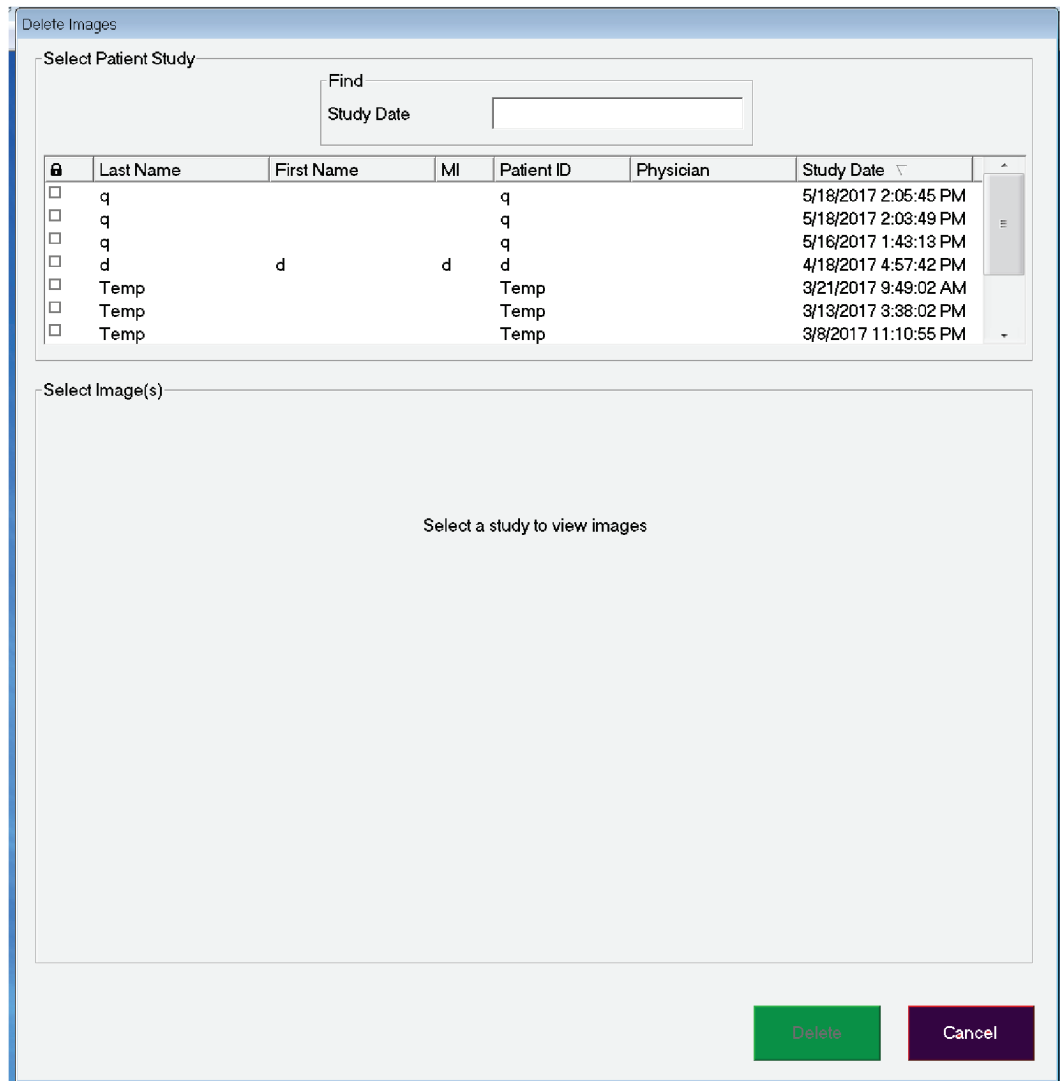 Delete Images
Select Patient Study
Find
Study Date
Last Name First Name MI Patient ID Physician Study Date
q q 5/18/2017 2:05:45 PM
q q 5/18/2017 2:03:49 PM
q q 5/16/2017 1:43:13 PM
d d d d 4/18/2017 4:57:42 PM
Temp Temp 3/21/2017 9:49:02 AM
Temp Temp 3/13/2017 3:38:02 PM
Temp Temp 3/8/2017 11:10:55 PM
Select Image(s)
Select a study to view images
Delete Cancel